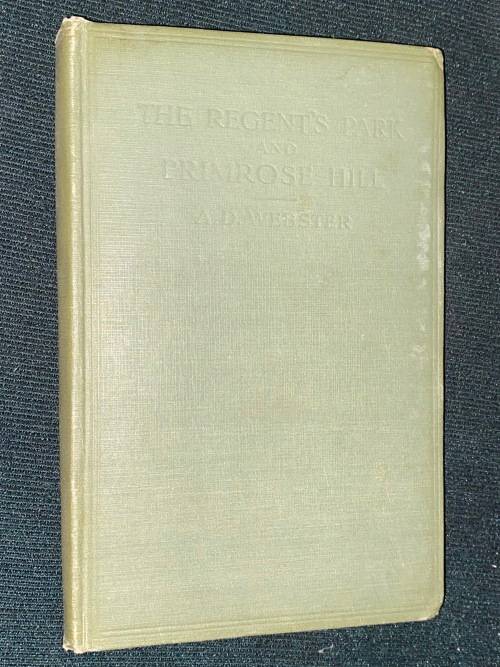 THE REGENT'S PARK
AND
PRIMROSE HILL
A.D. WEBSTER